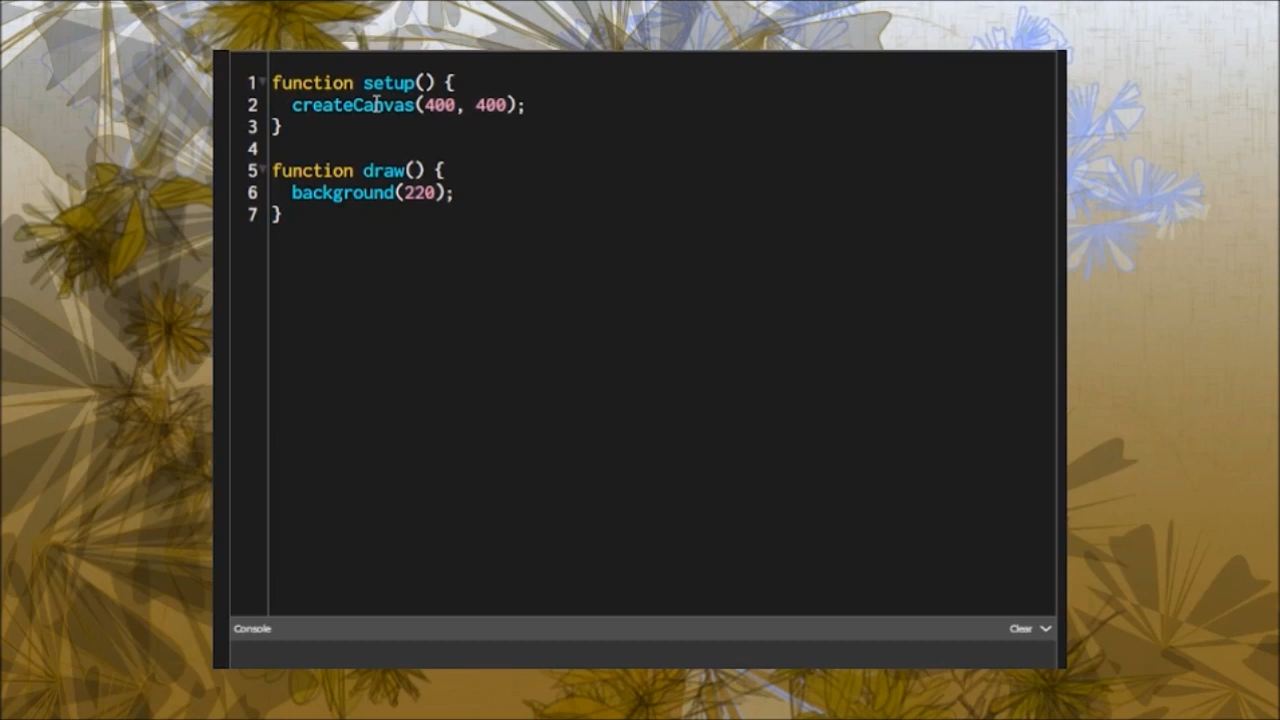 1 function setup() {
2 createCanvas(400, 400);
3 }
4
5 function draw() {
6 background(220);
7 }
Console Clear